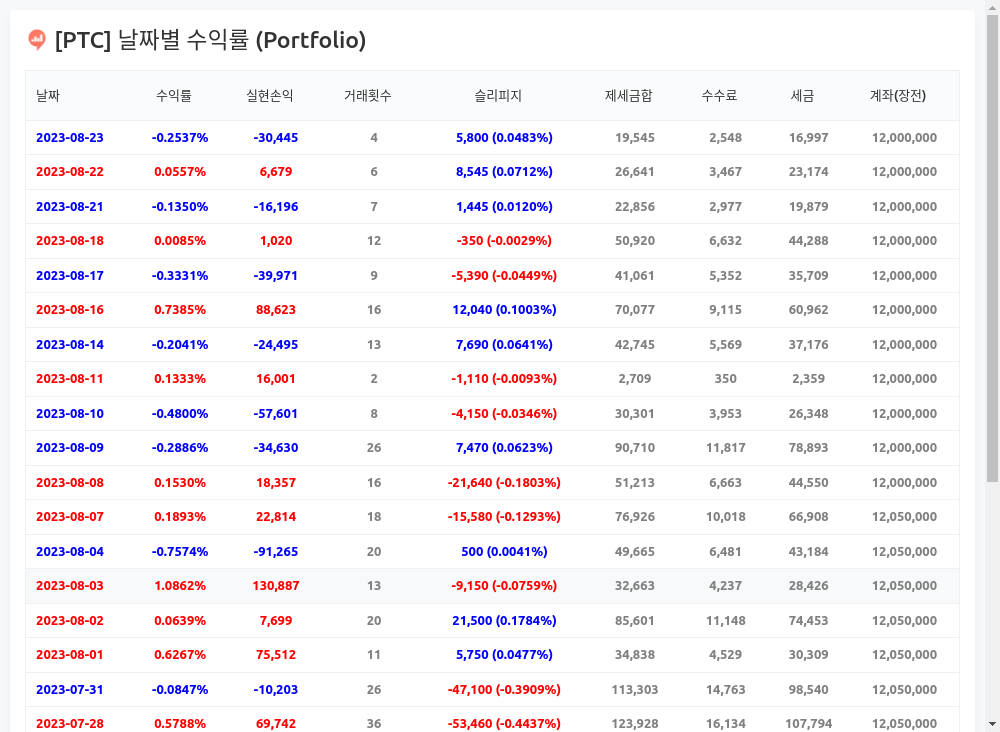 [PTC] 날짜별 수익률 (Portfolio)
날짜 수익률 실현손익 거래횟수 슬리피지 제세금합 수수료 세금 계좌(장전)
2023-08-23 -0.2537% -30,445 4 5,800 (0.0483%) 19,545 2,548 16,997 12,000,000
2023-08-22 0.0557% 6,679 6 8,545 (0.0712%) 26,641 3,467 23,174 12,000,000
2023-08-21 -0.1350% -16,196 7 1,445 (0.0120%) 22,856 2,977 19,879 12,000,000
2023-08-18 0.0085% 1,020 12 -350 (-0.0029%) 50,920 6,632 44,288 12,000,000
2023-08-17 -0.3331% -39,971 9 -5,390 (-0.0449%) 41,061 5,352 35,709 12,000,000
2023-08-16 0.7385% 88,623 16 12,040 (0.1003%) 70,077 9,115 60,962 12,000,000
2023-08-14 -0.2041% -24,495 13 7,690 (0.0641%) 42,745 5,569 37,176 12,000,000
2023-08-11 0.1333% 16,001 2 -1,110 (-0.0093%) 2,709 350 2,359 12,000,000
2023-08-10 -0.4800% -57,601 8 -4,150 (-0.0346%) 30,301 3,953 26,348 12,000,000
2023-08-09 -0.2886% -34,630 26 7,470 (0.0623%) 90,710 11,817 78,893 12,000,000
2023-08-08 0.1530% 18,357 16 -21,640 (-0.1803%) 51,213 6,663 44,550 12,000,000
2023-08-07 0.1893% 22,814 18 -15,580 (-0.1293%) 76,926 10,018 66,908 12,050,000
2023-08-04 -0.7574% -91,265 20 500 (0.0041%) 49,665 6,481 43,184 12,050,000
2023-08-03 1.0862% 130,887 13 -9,150 (-0.0759%) 32,663 4,237 28,426 12,050,000
2023-08-02 0.0639% 7,699 20 21,500 (0.1784%) 85,601 11,148 74,453 12,050,000
2023-08-01 0.6267% 75,512 11 5,750 (0.0477%) 34,838 4,529 30,309 12,050,000
2023-07-31 -0.0847% -10,203 26 -47,100 (-0.3909%) 113,303 14,763 98,540 12,050,000
2023-07-28 0.5788% 69,742 36 -53,460 (-0.4437%) 123,928 16,134 107,794 12,050,000